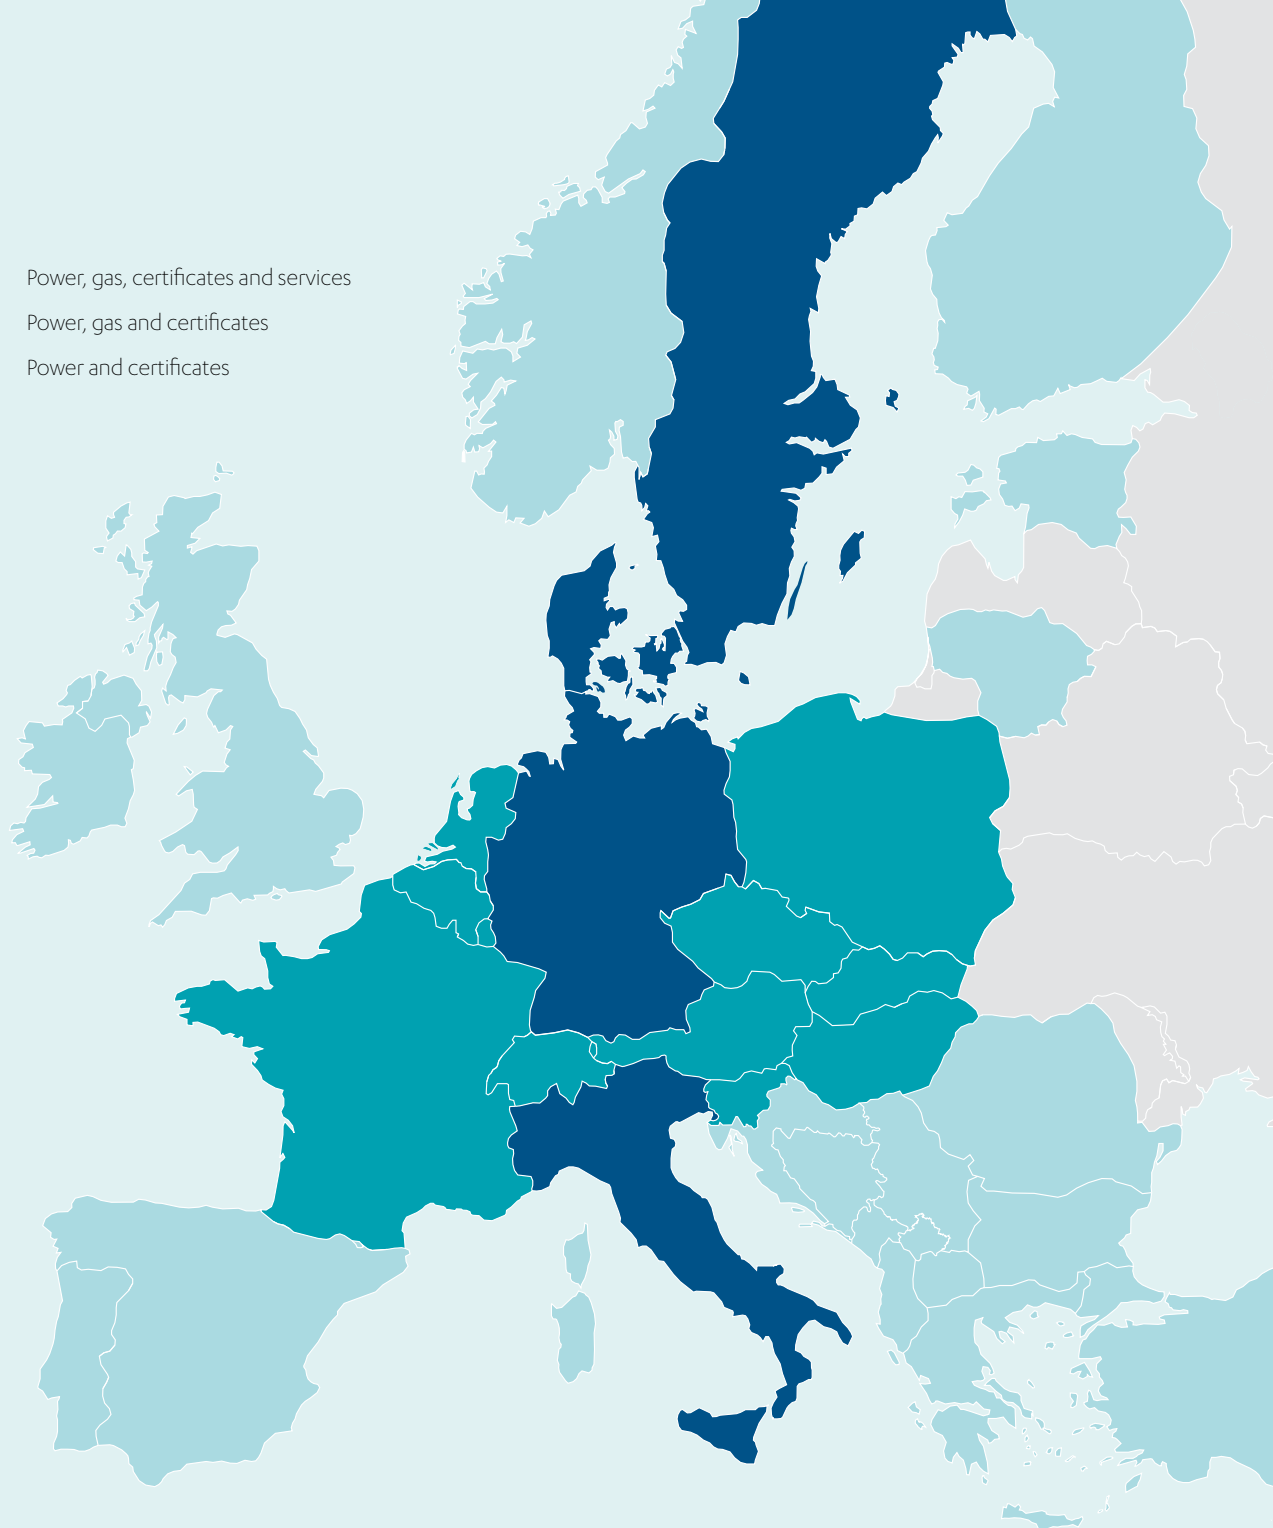 Power, gas, certificates and services
Power, gas and certificates
Power and certificates